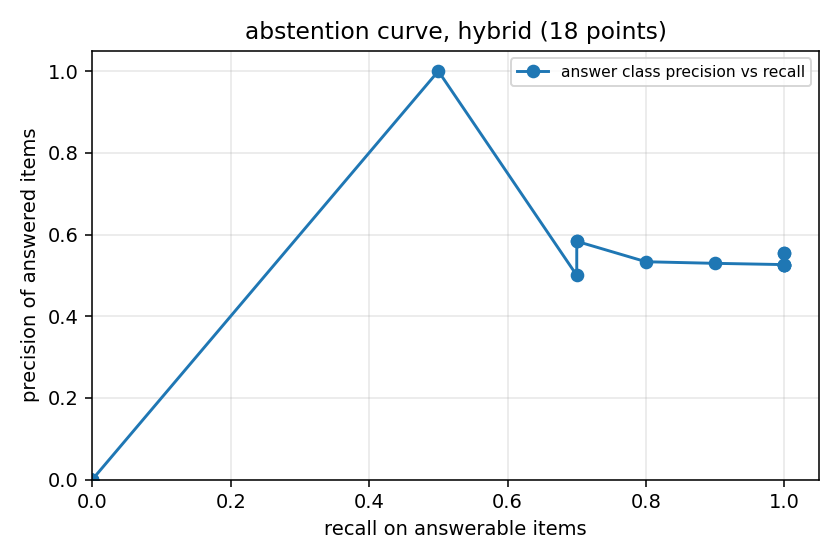 abstention curve, hybrid (18 points)
answer class precision vs recall
precision of answered items
1.0
0.8
0.6
0.4
0.2
0.0
0.0 0.2 0.4 0.6 0.8 1.0
recall on answerable items